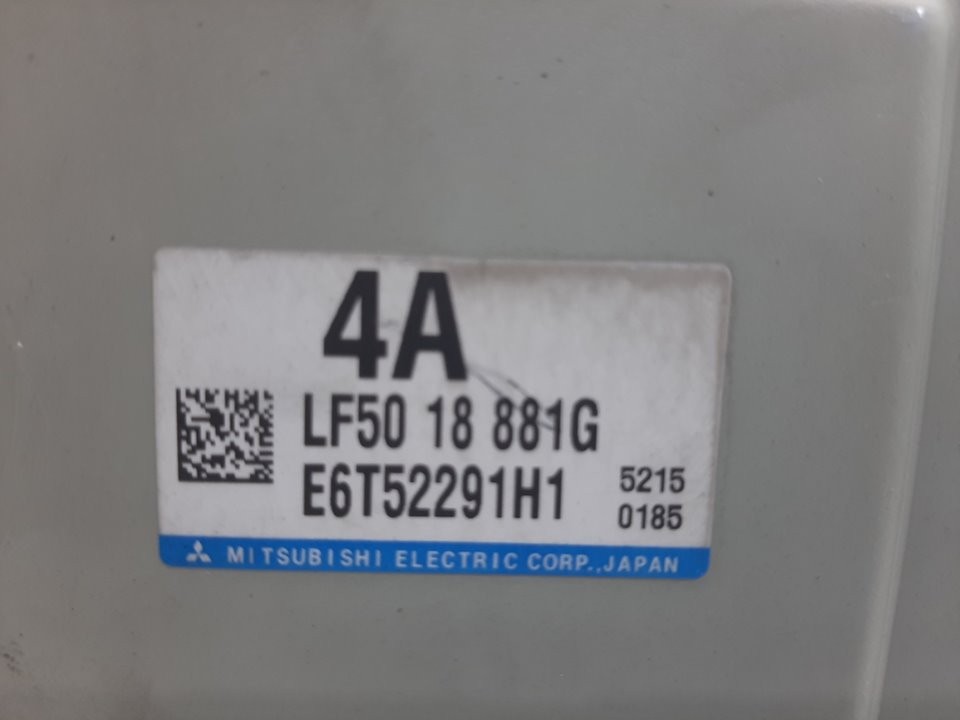 4A
LF50 18 881G
E6T52291H1
5215
0185
MITSUBISHI ELECTRIC CORP.,JAPAN